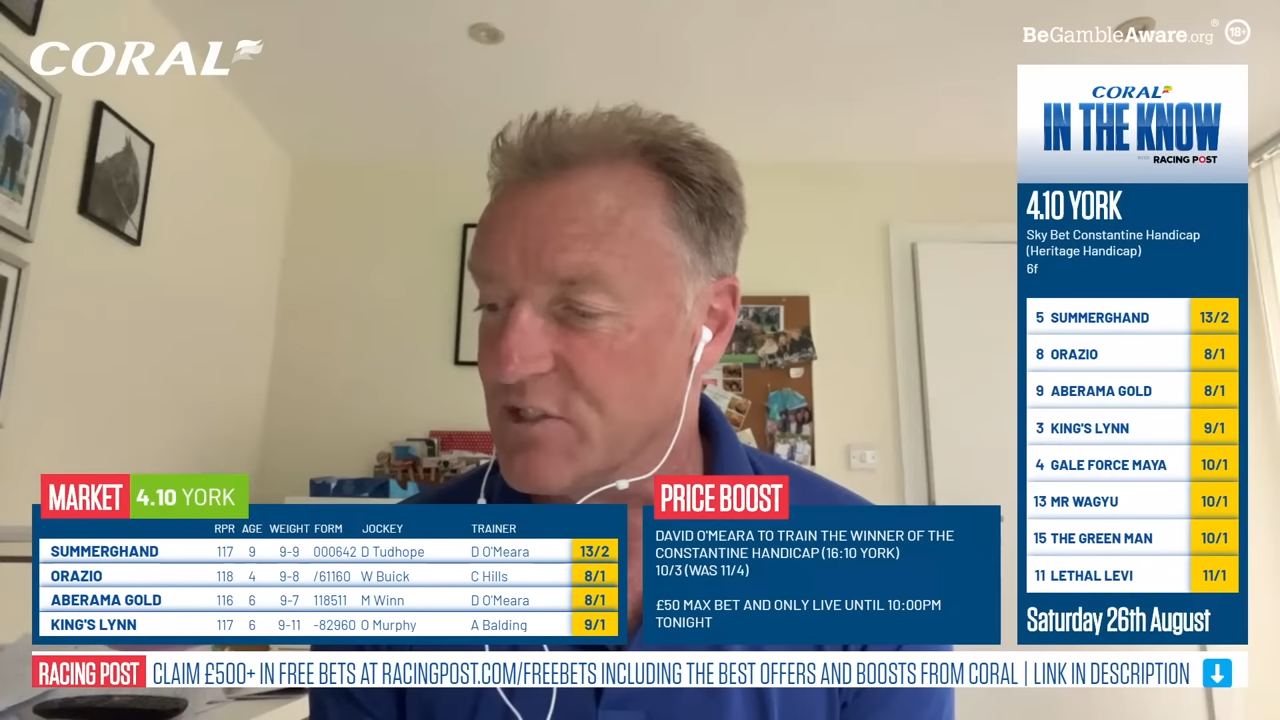 CORAL
BeGambleAware.org®
18+
CORAL
IN THE KNOW
WITH RACING POST
4.10 YORK
Sky Bet Constantine Handicap
(Heritage Handicap)
6f
5 SUMMERGHAND 13/2
8 ORAZIO 8/1
9 ABERAMA GOLD 8/1
3 KING'S LYNN 9/1
4 GALE FORCE MAYA 10/1
13 MR WAGYU 10/1
15 THE GREEN MAN 10/1
11 LETHAL LEVI 11/1
Saturday 26th August
MARKET 4.10 YORK
RPR AGE WEIGHT FORM JOCKEY TRAINER
SUMMERGHAND 117 9 9-9 000642 D Tudhope D O'Meara 13/2
ORAZIO 118 4 9-8 /61160 W Buick C Hills 8/1
ABERAMA GOLD 116 6 9-7 118511 M Winn D O'Meara 8/1
KING'S LYNN 117 6 9-11 -82960 O Murphy A Balding 9/1
PRICE BOOST
DAVID O'MEARA TO TRAIN THE WINNER OF THE
CONSTANTINE HANDICAP (16:10 YORK)
10/3 (WAS 11/4)
£50 MAX BET AND ONLY LIVE UNTIL 10:00PM
TONIGHT
RACING POST CLAIM £500+ IN FREE BETS AT RACINGPOST.COM/FREEBETS INCLUDING THE BEST OFFERS AND BOOSTS FROM CORAL | LINK IN DESCRIPTION